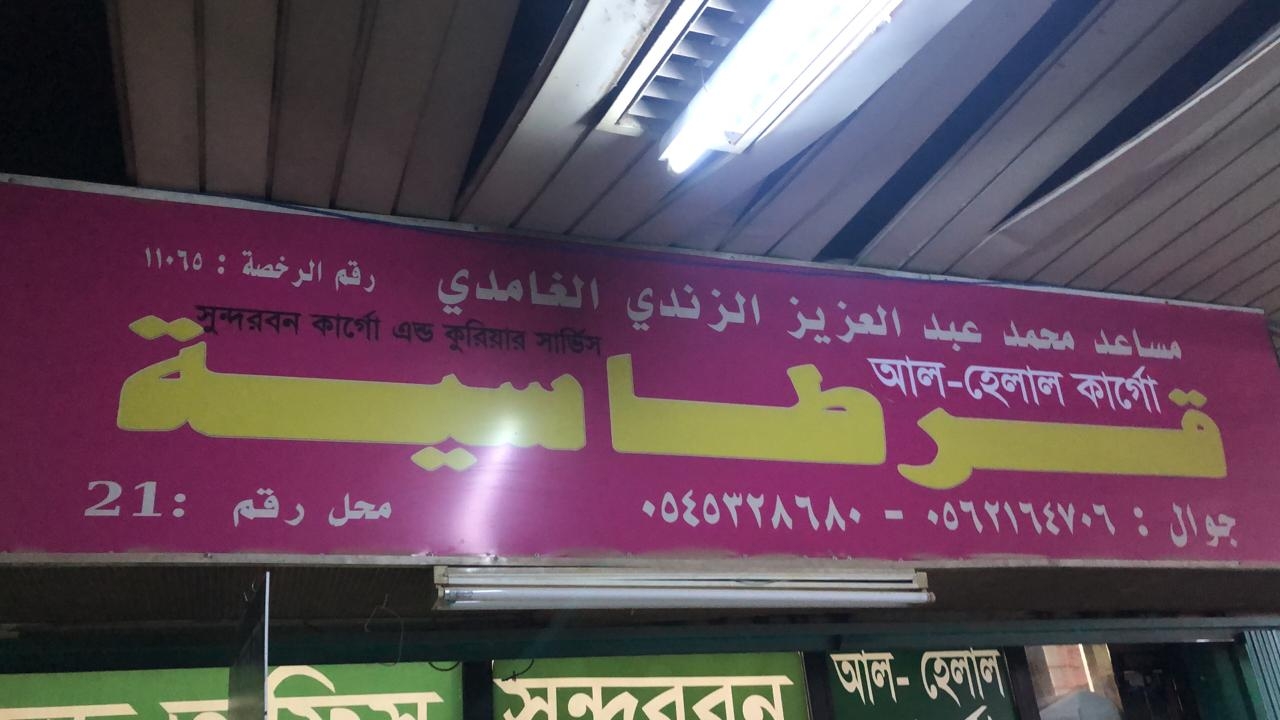 مساعد محمد عبد العزيز الزندي الغامدي رقم الرخصة : ١١٠٦٥
সুন্দরবন কার্গো এন্ড কুরিয়ার সার্ভিস
আল-হেলাল কার্গো
قرطاسية
جوال : ٠٥٦٢١٦٤٧٠٦ - ٠٥٤٥٣٢٨٦٨٠
محل رقم :21
অফিস
সুন্দরবন
আল- হেলাল